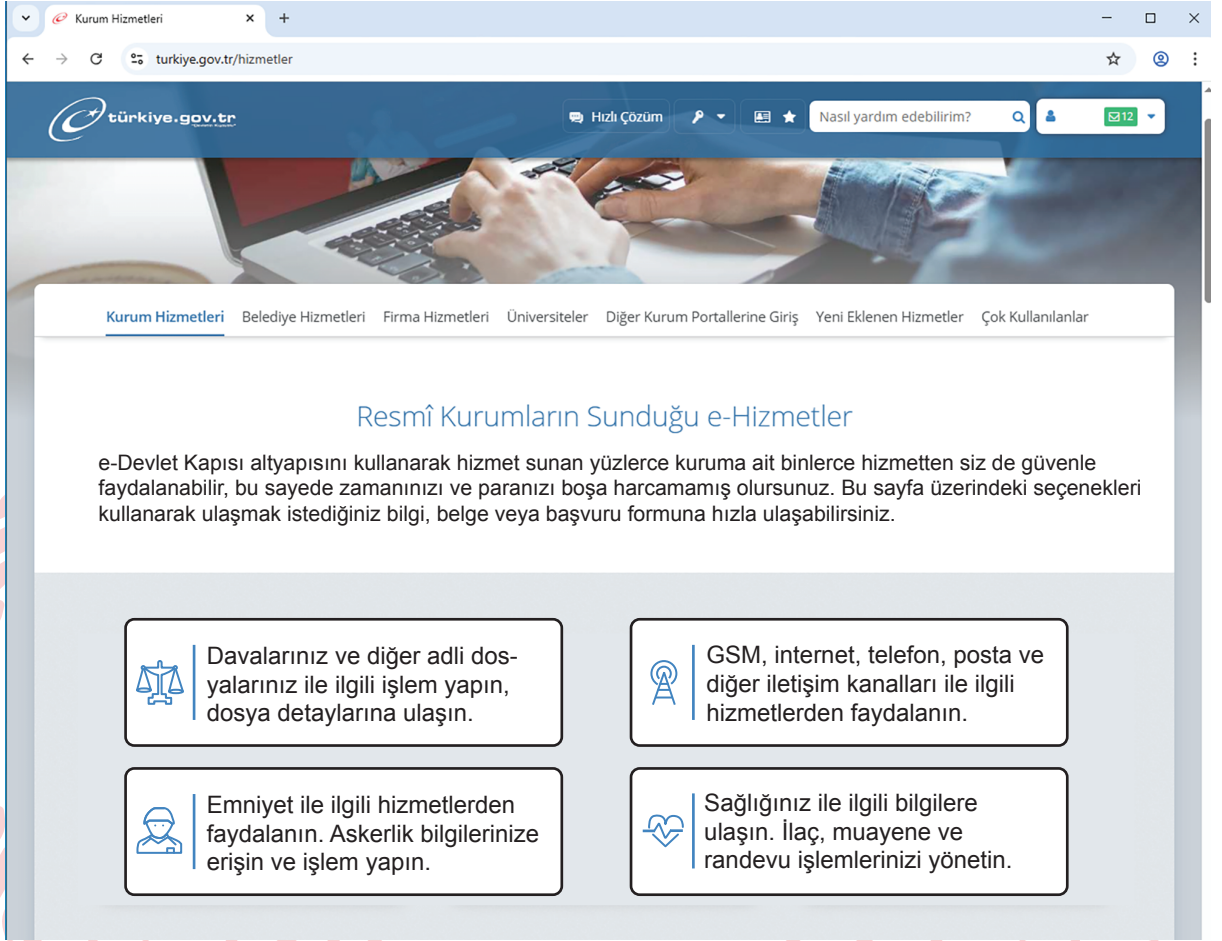 Kurum Hizmetleri
turkiye.gov.tr/hizmetler
türkiye.gov.tr
Hızlı Çözüm
Nasıl yardım edebilirim?
12
Kurum Hizmetleri Belediye Hizmetleri Firma Hizmetleri Üniversiteler Diğer Kurum Portallerine Giriş Yeni Eklenen Hizmetler Çok Kullanılanlar
Resmî Kurumların Sunduğu e-Hizmetler
e-Devlet Kapısı altyapısını kullanarak hizmet sunan yüzlerce kuruma ait binlerce hizmetten siz de güvenle
faydalanabilir, bu sayede zamanınızı ve paranızı boşa harcamamış olursunuz. Bu sayfa üzerindeki seçenekleri
kullanarak ulaşmak istediğiniz bilgi, belge veya başvuru formuna hızla ulaşabilirsiniz.
Davalarınız ve diğer adli dos-
yalarınız ile ilgili işlem yapın,
dosya detaylarına ulaşın.
GSM, internet, telefon, posta ve
diğer iletişim kanalları ile ilgili
hizmetlerden faydalanın.
Emniyet ile ilgili hizmetlerden
faydalanın. Askerlik bilgilerinize
erişin ve işlem yapın.
Sağlığınız ile ilgili bilgilere
ulaşın. İlaç, muayene ve
randevu işlemlerinizi yönetin.